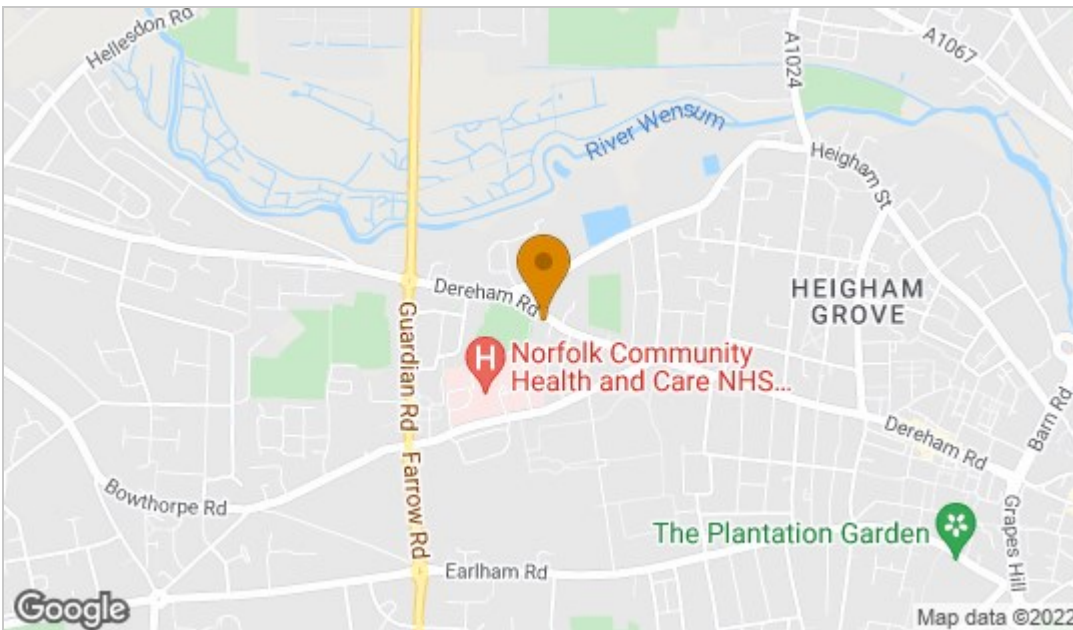 Hellesdon Rd
A1024
A1067
River Wensum
Heigham St
Dereham Rd
HEIGHAM
GROVE
Guardian Rd
Norfolk Community
Health and Care NHS...
H
Barn Rd
Dereham Rd
Bowthorpe Rd
Farrow Rd
The Plantation Garden
Grapes Hill
Earlham Rd
Google
Map data ©2022